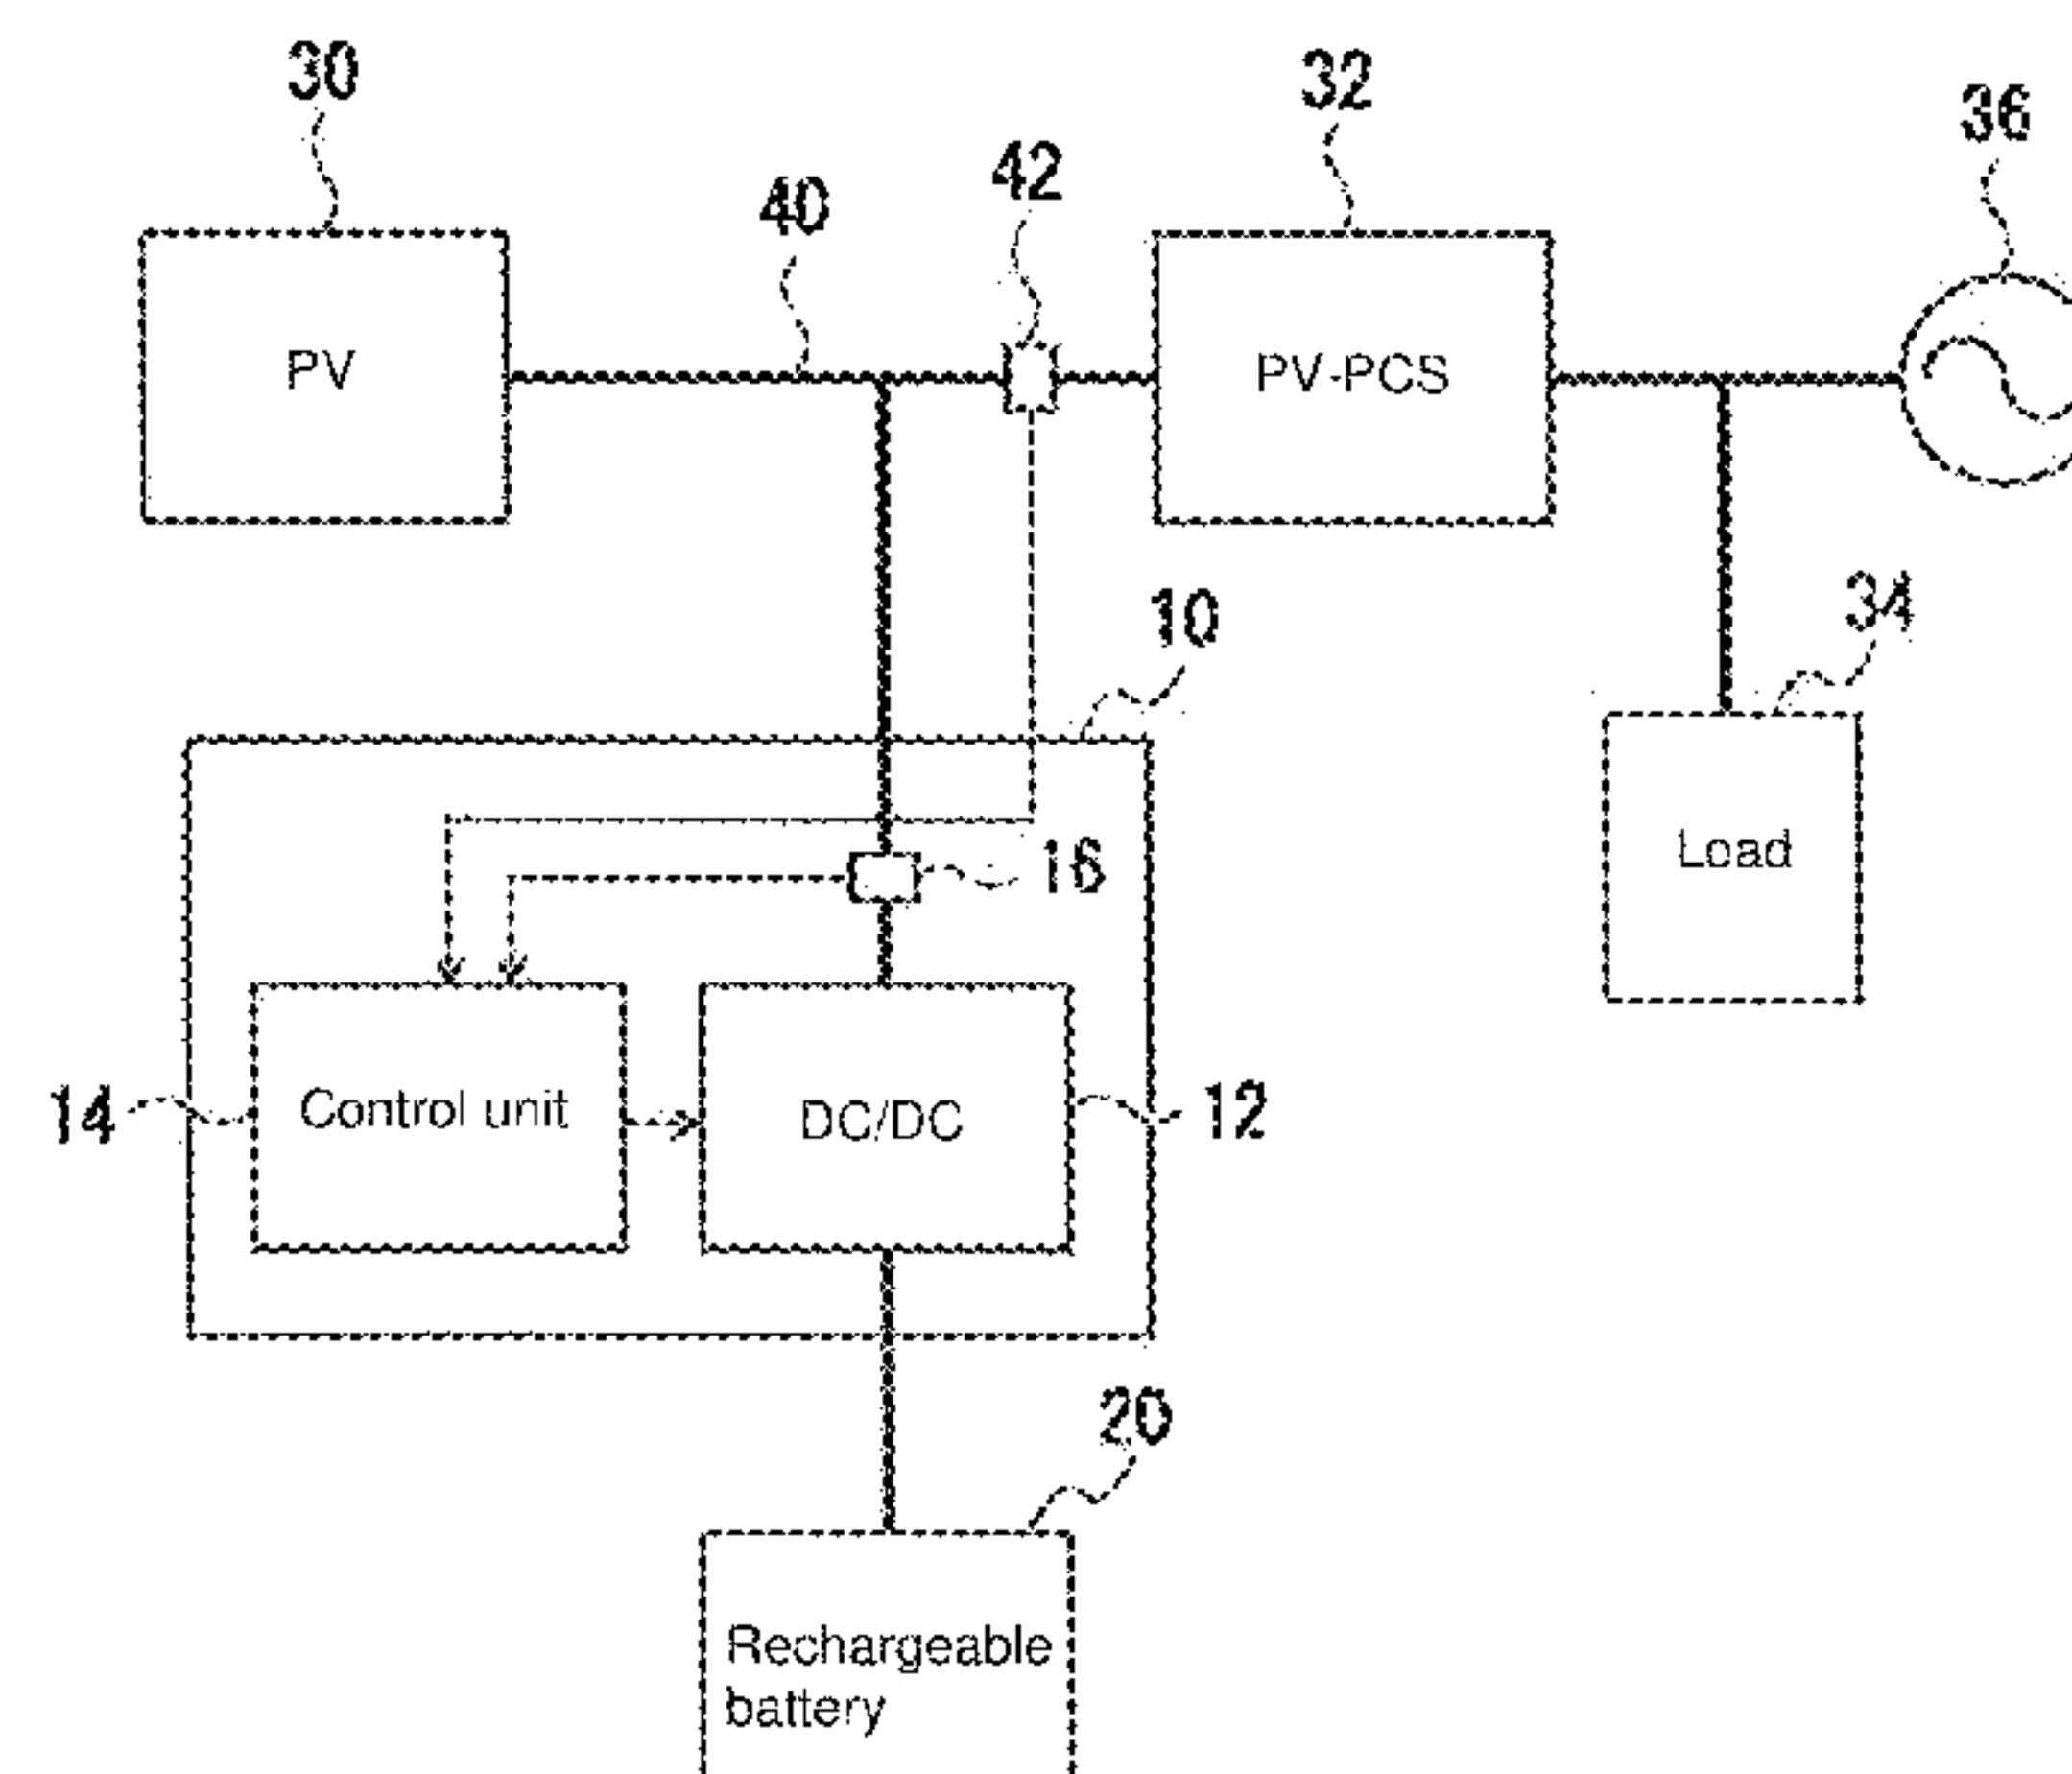 30
32
36
42
40
PV
PV-PCS
10
34
16
Load
14
Control unit
DC/DC
12
20
Rechargeable
battery